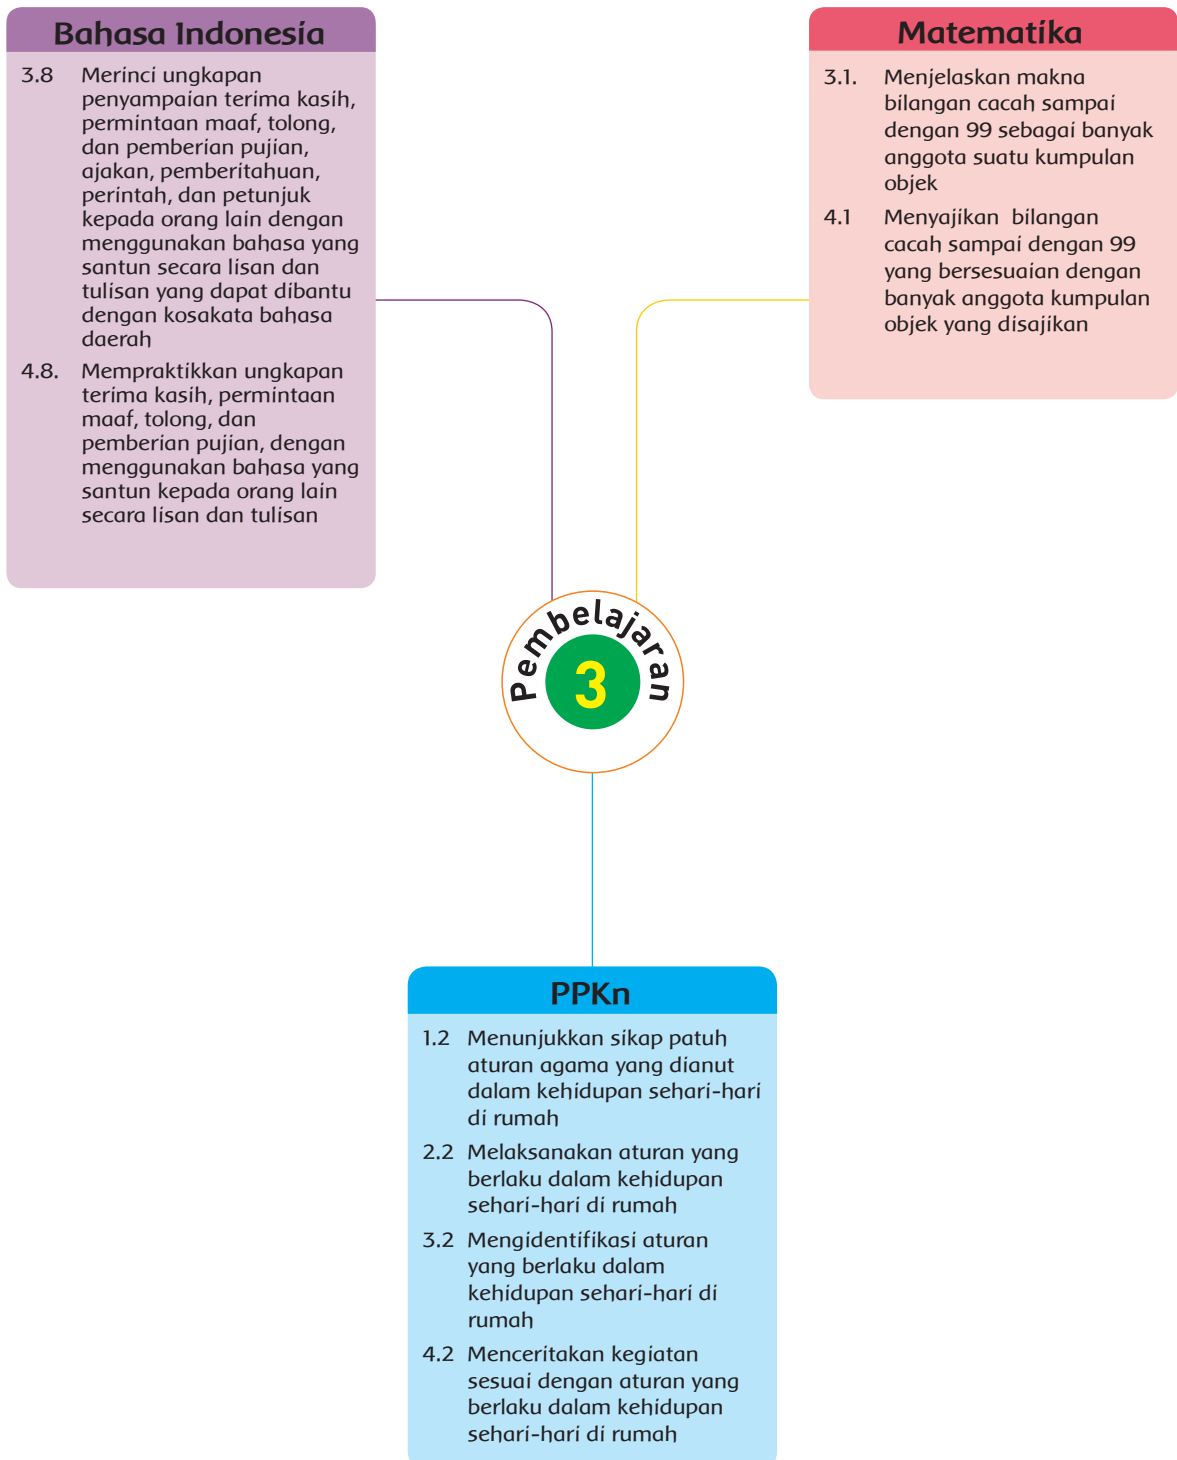 Bahasa Indonesia
3.8 Merinci ungkapan
penyampaian terima kasih,
permintaan maaf, tolong,
dan pemberian pujian,
ajakan, pemberitahuan,
perintah, dan petunjuk
kepada orang lain dengan
menggunakan bahasa yang
santun secara lisan dan
tulisan yang dapat dibantu
dengan kosakata bahasa
daerah
4.8. Mempraktikkan ungkapan
terima kasih, permintaan
maaf, tolong, dan
pemberian pujian, dengan
menggunakan bahasa yang
santun kepada orang lain
secara lisan dan tulisan
Matematika
3.1. Menjelaskan makna
bilangan cacah sampai
dengan 99 sebagai banyak
anggota suatu kumpulan
objek
4.1 Menyajikan bilangan
cacah sampai dengan 99
yang bersesuaian dengan
banyak anggota kumpulan
objek yang disajikan
Pembelajaran
3
PPKn
1.2 Menunjukkan sikap patuh
aturan agama yang dianut
dalam kehidupan sehari-hari
di rumah
2.2 Melaksanakan aturan yang
berlaku dalam kehidupan
sehari-hari di rumah
3.2 Mengidentifikasi aturan
yang berlaku dalam
kehidupan sehari-hari di
rumah
4.2 Menceritakan kegiatan
sesuai dengan aturan yang
berlaku dalam kehidupan
sehari-hari di rumah